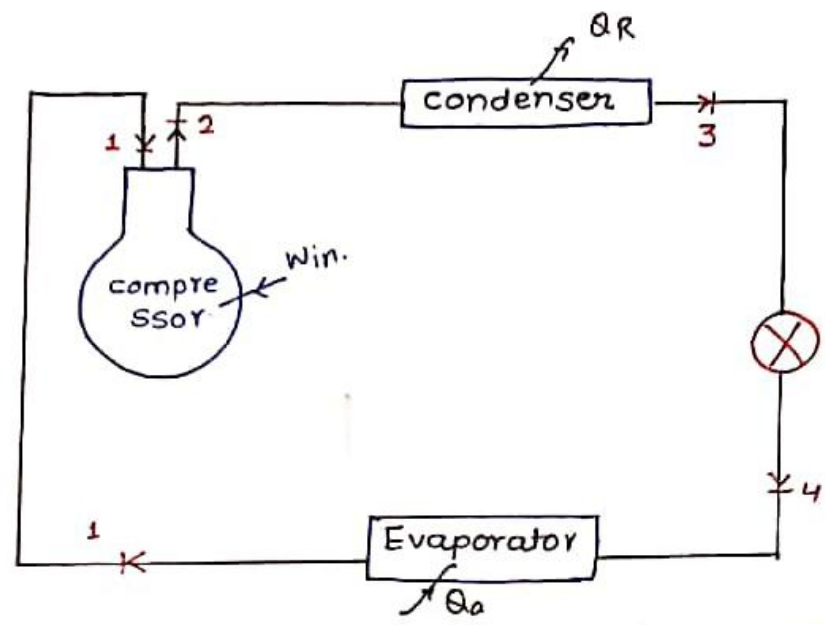 QR
condenser
1
2
3
Win.
compre
ssor
4
1
Evaporator
Qa